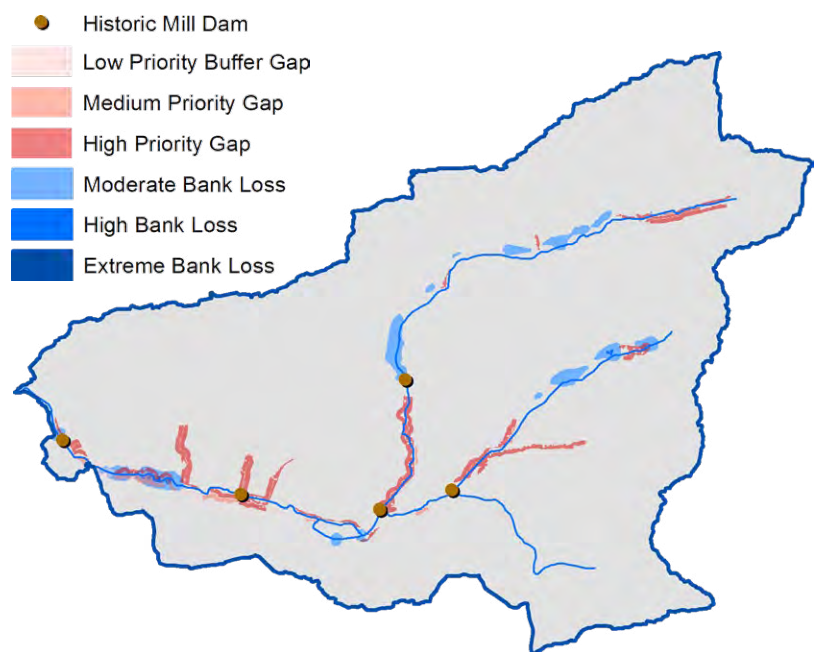 Historic Mill Dam
Low Priority Buffer Gap
Medium Priority Gap
High Priority Gap
Moderate Bank Loss
High Bank Loss
Extreme Bank Loss